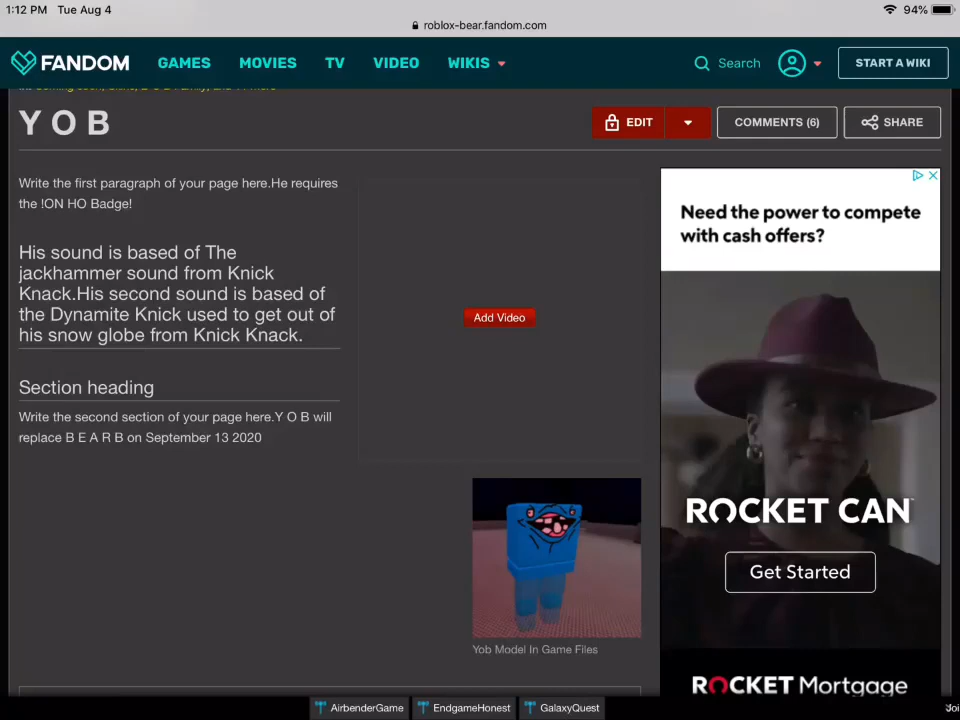 1:12 PM Tue Aug 4
94%
roblox-bear.fandom.com
FANDOM
GAMES
MOVIES
TV
VIDEO
WIKIS
Search
START A WIKI
Y O B
EDIT
COMMENTS (6)
SHARE
Write the first paragraph of your page here.He requires
the !ON HO Badge!
His sound is based of The
jackhammer sound from Knick
Knack.His second sound is based of
the Dynamite Knick used to get out of
his snow globe from Knick Knack.
Section heading
Write the second section of your page here.Y O B will
replace B E A R B on September 13 2020
Add Video
Yob Model In Game Files
Need the power to compete
with cash offers?
ROCKET CAN
Get Started
ROCKET Mortgage
AirbenderGame
EndgameHonest
GalaxyQuest